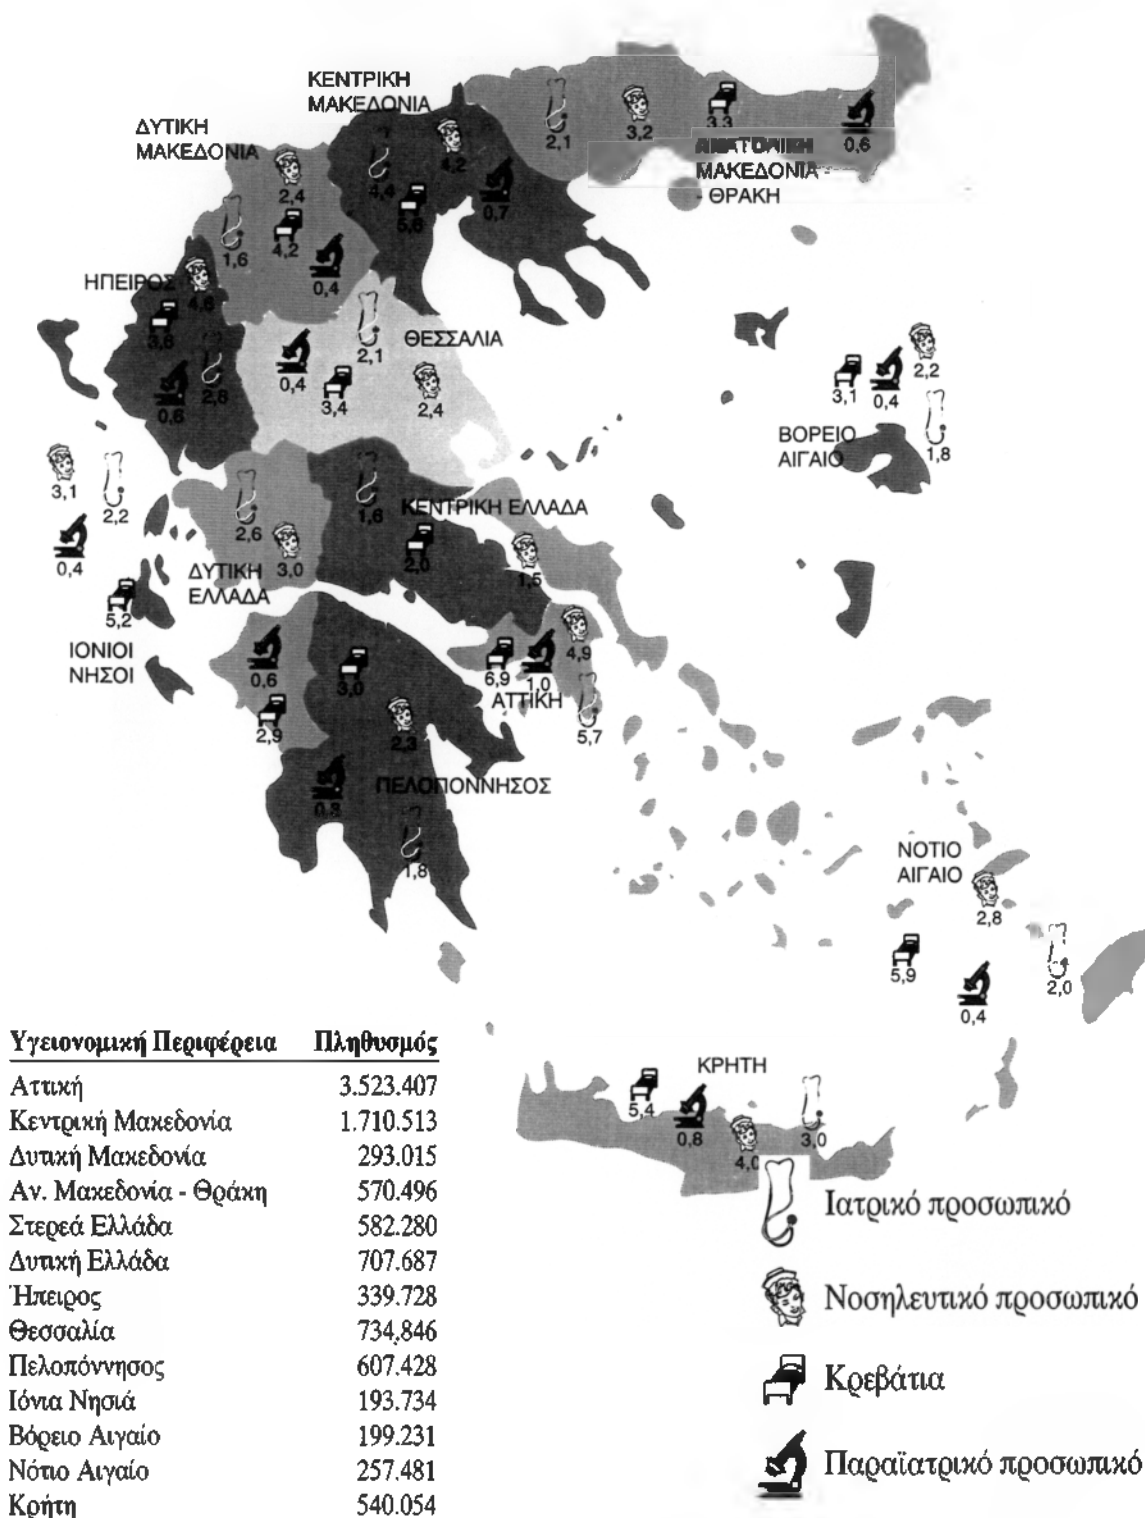 ΚΕΝΤΡΙΚΗ
ΜΑΚΕΔΟΝΙΑ
ΔΥΤΙΚΗ
ΜΑΚΕΔΟΝΙΑ
2,1
3,2
3,3
0,6
ΑΝΑΤΟΛΙΚΗ
ΜΑΚΕΔΟΝΙΑ -
- ΘΡΑΚΗ
4,2
4,4
0,7
2,4
4,2
1,6
0,4
ΗΠΕΙΡΟΣ
3,8
2,8
0,6
ΘΕΣΣΑΛΙΑ
2,1
0,4
3,4
2,4
2,2
3,1
0,4
1,8
ΒΟΡΕΙΟ
ΑΙΓΑΙΟ
3,1
2,2
0,4
5,2
ΙΟΝΙΟΙ
ΝΗΣΟΙ
2,6
3,0
ΔΥΤΙΚΗ
ΕΛΛΑΔΑ
0,6
2,9
1,6
ΚΕΝΤΡΙΚΗ ΕΛΛΑΔΑ
2,0
1,5
4,9
6,9
1,0
ΑΤΤΙΚΗ
5,7
3,0
2,3
ΠΕΛΟΠΟΝΝΗΣΟΣ
1,8
ΝΟΤΙΟ
ΑΙΓΑΙΟ
2,8
5,9
2,0
0,4
ΚΡΗΤΗ
5,4
0,8
4,0
3,0
Υγειονομική Περιφέρεια Πληθυσμός
Αττική 3.523.407
Κεντρική Μακεδονία 1.710.513
Δυτική Μακεδονία 293.015
Αν. Μακεδονία - Θράκη 570.496
Στερεά Ελλάδα 582.280
Δυτική Ελλάδα 707.687
Ήπειρος 339.728
Θεσσαλία 734.846
Πελοπόννησος 607.428
Ιόνια Νησιά 193.734
Βόρειο Αιγαίο 199.231
Νότιο Αιγαίο 257.481
Κρήτη 540.054
Ιατρικό προσωπικό
Νοσηλευτικό προσωπικό
Κρεβάτια
Παραϊατρικό προσωπικό